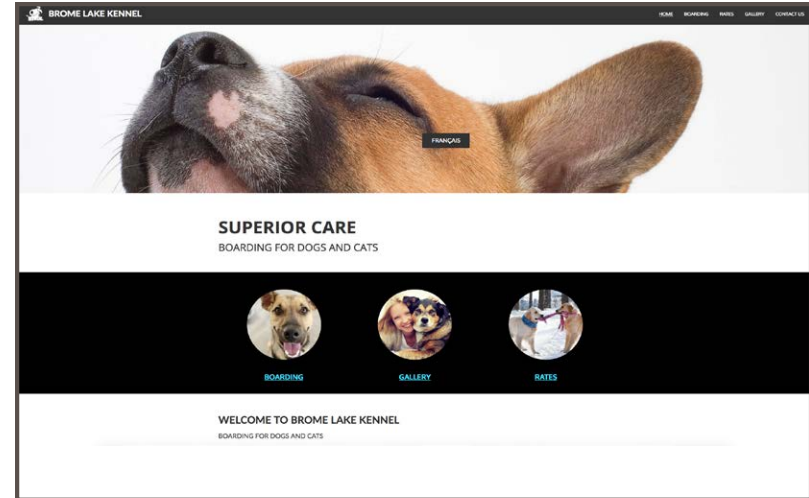 BROME LAKE KENNEL
HOME BOARDING RATES GALLERY CONTACT US
FRANÇAIS
SUPERIOR CARE
BOARDING FOR DOGS AND CATS
BOARDING GALLERY RATES
WELCOME TO BROME LAKE KENNEL
BOARDING FOR DOGS AND CATS